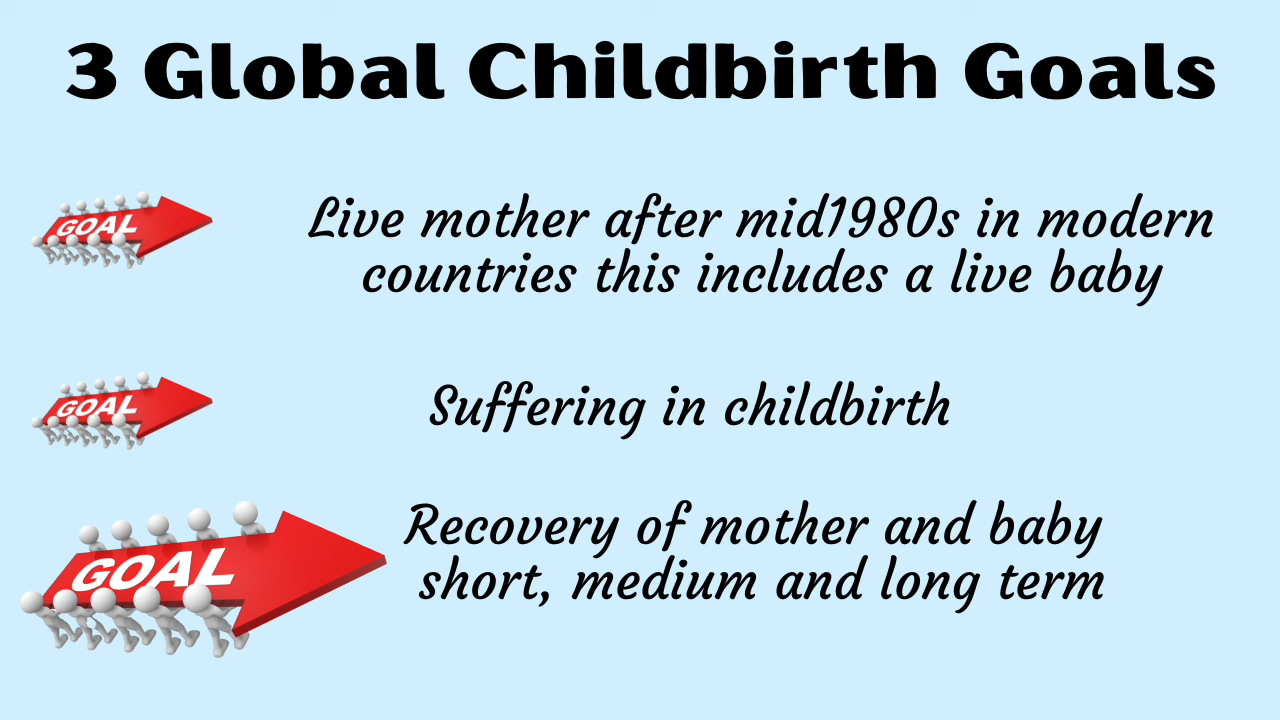 3 Global Childbirth Goals
GOAL
Live mother after mid1980s in modern
countries this includes a live baby
GOAL
Suffering in childbirth
GOAL
Recovery of mother and baby
short, medium and long term